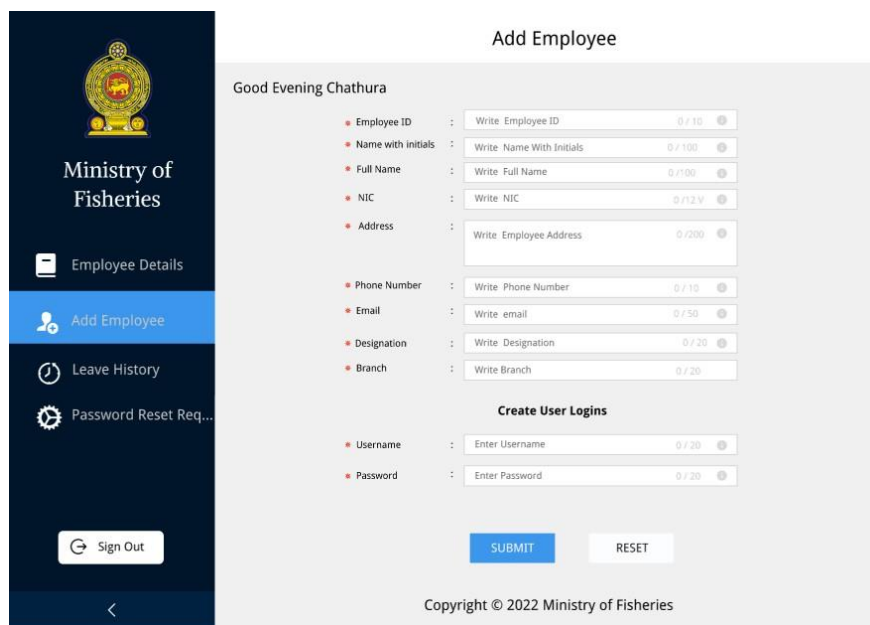 Ministry of
Fisheries
Employee Details
Add Employee
Leave History
Password Reset Req...
Sign Out
Add Employee
Good Evening Chathura
* Employee ID : Write Employee ID 0 / 10
* Name with initials : Write Name With Initials 0 / 100
* Full Name : Write Full Name 0 /100
* NIC : Write NIC 0 /12 V
* Address : Write Employee Address 0 /200
* Phone Number : Write Phone Number 0 / 10
* Email : Write email 0 / 50
* Designation : Write Designation 0 / 20
* Branch : Write Branch 0 / 20
Create User Logins
* Username : Enter Username 0 / 20
* Password : Enter Password 0 / 20
SUBMIT RESET
Copyright © 2022 Ministry of Fisheries